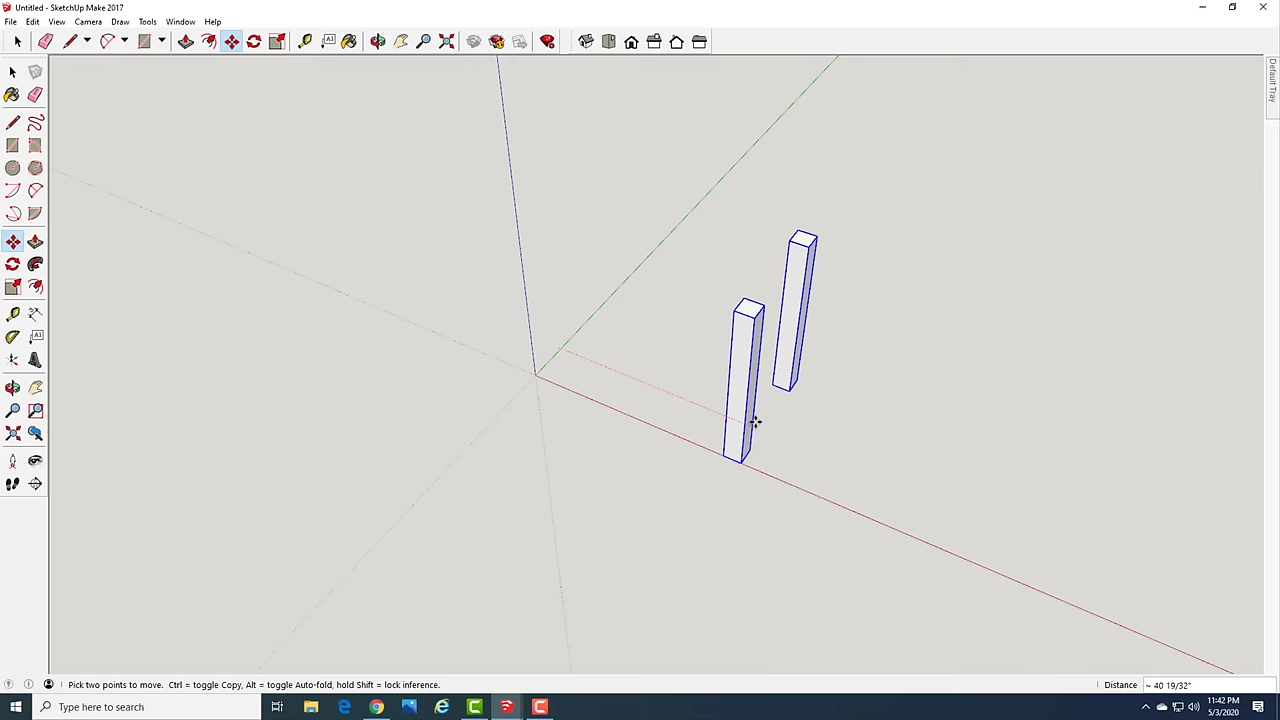 Untitled - SketchUp Make 2017
File Edit View Camera Draw Tools Window Help
A1
Default Tray
A1
Pick two points to move. Ctrl = toggle Copy, Alt = toggle Auto-fold, hold Shift = lock inference.
Distance ~ 40 19/32"
Type here to search
11:42 PM
5/3/2020